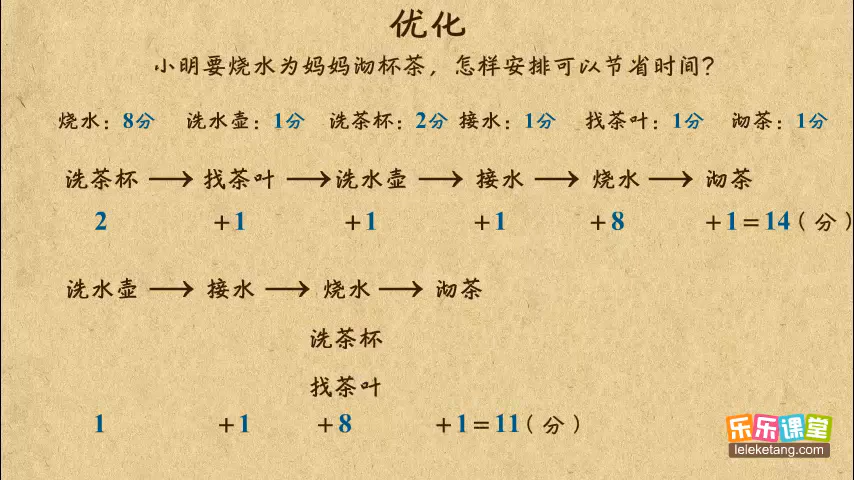 优化
小明要烧水为妈妈沏杯茶，怎样安排可以节省时间？
烧水：8分 洗水壶：1分 洗茶杯：2分 接水：1分 找茶叶：1分 沏茶：1分
洗茶杯 → 找茶叶 → 洗水壶 → 接水 → 烧水 → 沏茶
2 +1 +1 +1 +8 +1=14（分）
洗水壶 → 接水 → 烧水 → 沏茶
洗茶杯
找茶叶
1 +1 +8 +1=11（分）
乐乐课堂
leleketang.com